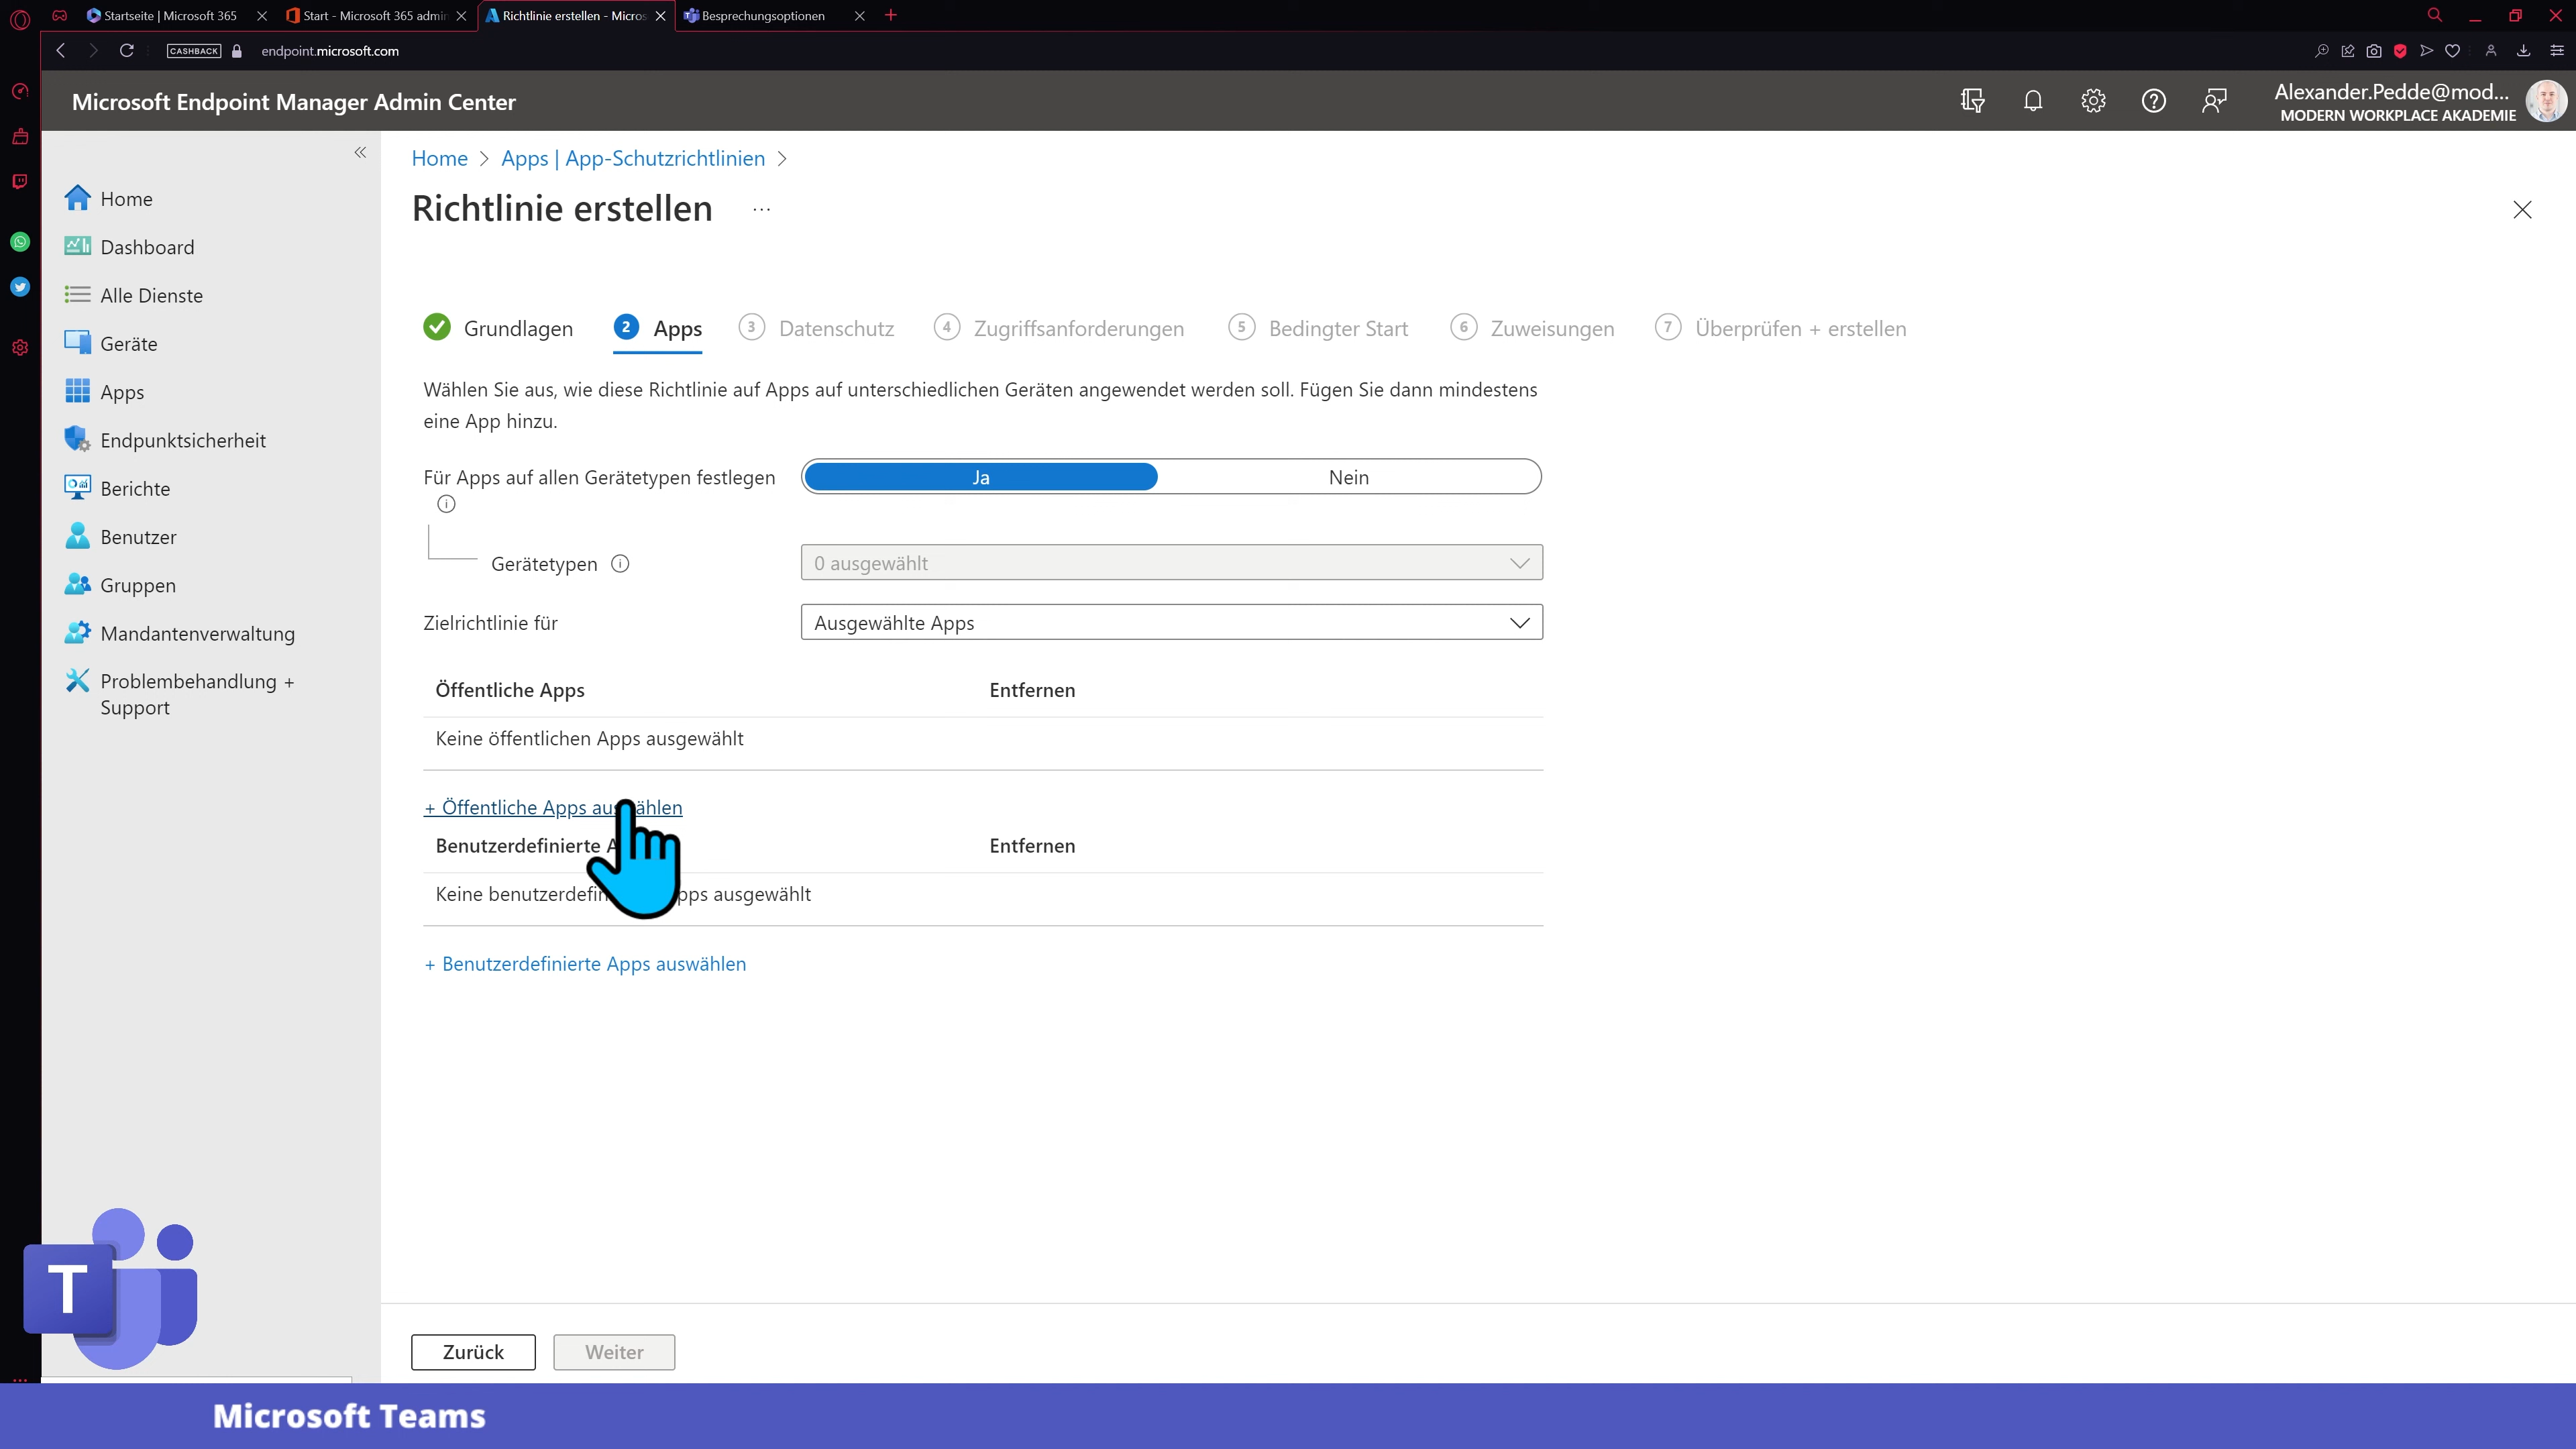 Startseite | Microsoft 365
Start - Microsoft 365 admin
Richtlinie erstellen - Micros
Besprechungsoptionen
CASHBACK
endpoint.microsoft.com
Microsoft Endpoint Manager Admin Center
Alexander.Pedde@mod...
MODERN WORKPLACE AKADEMIE
Home
Dashboard
Alle Dienste
Geräte
Apps
Endpunktsicherheit
Berichte
Benutzer
Gruppen
Mandantenverwaltung
Problembehandlung +
Support
Home > Apps | App-Schutzrichtlinien >
Richtlinie erstellen ...
Grundlagen
2 Apps
3 Datenschutz
4 Zugriffsanforderungen
5 Bedingter Start
6 Zuweisungen
7 Überprüfen + erstellen
Wählen Sie aus, wie diese Richtlinie auf Apps auf unterschiedlichen Geräten angewendet werden soll. Fügen Sie dann mindestens
eine App hinzu.
Für Apps auf allen Gerätetypen festlegen
Ja Nein
Gerätetypen
0 ausgewählt
Zielrichtlinie für
Ausgewählte Apps
Öffentliche Apps Entfernen
Keine öffentlichen Apps ausgewählt
+ Öffentliche Apps auswählen
Benutzerdefinierte A Entfernen
Keine benutzerdefin pps ausgewählt
+ Benutzerdefinierte Apps auswählen
Zurück Weiter
T
Microsoft Teams